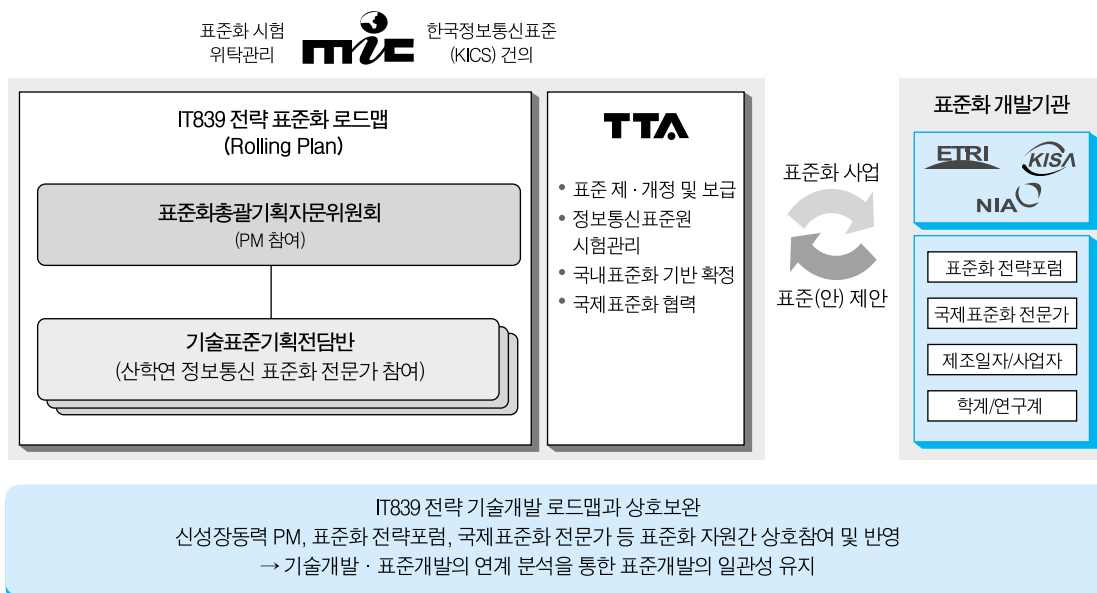 표준화 시험
위탁관리
mic
한국정보통신표준
(KICS) 건의
IT839 전략 표준화 로드맵
(Rolling Plan)
표준화총괄기획자문위원회
(PM 참여)
기술표준기획전담반
(산학연 정보통신 표준화 전문가 참여)
TTA
• 표준 제 · 개정 및 보급
• 정보통신표준원
시험관리
• 국내표준화 기반 확정
• 국제표준화 협력
표준화 사업
표준(안) 제안
표준화 개발기관
ETRI
KISA
NIA
표준화 전략포럼
국제표준화 전문가
제조일자/사업자
학계/연구계
IT839 전략 기술개발 로드맵과 상호보완
신성장동력 PM, 표준화 전략포럼, 국제표준화 전문가 등 표준화 자원간 상호참여 및 반영
→ 기술개발 · 표준개발의 연계 분석을 통한 표준개발의 일관성 유지